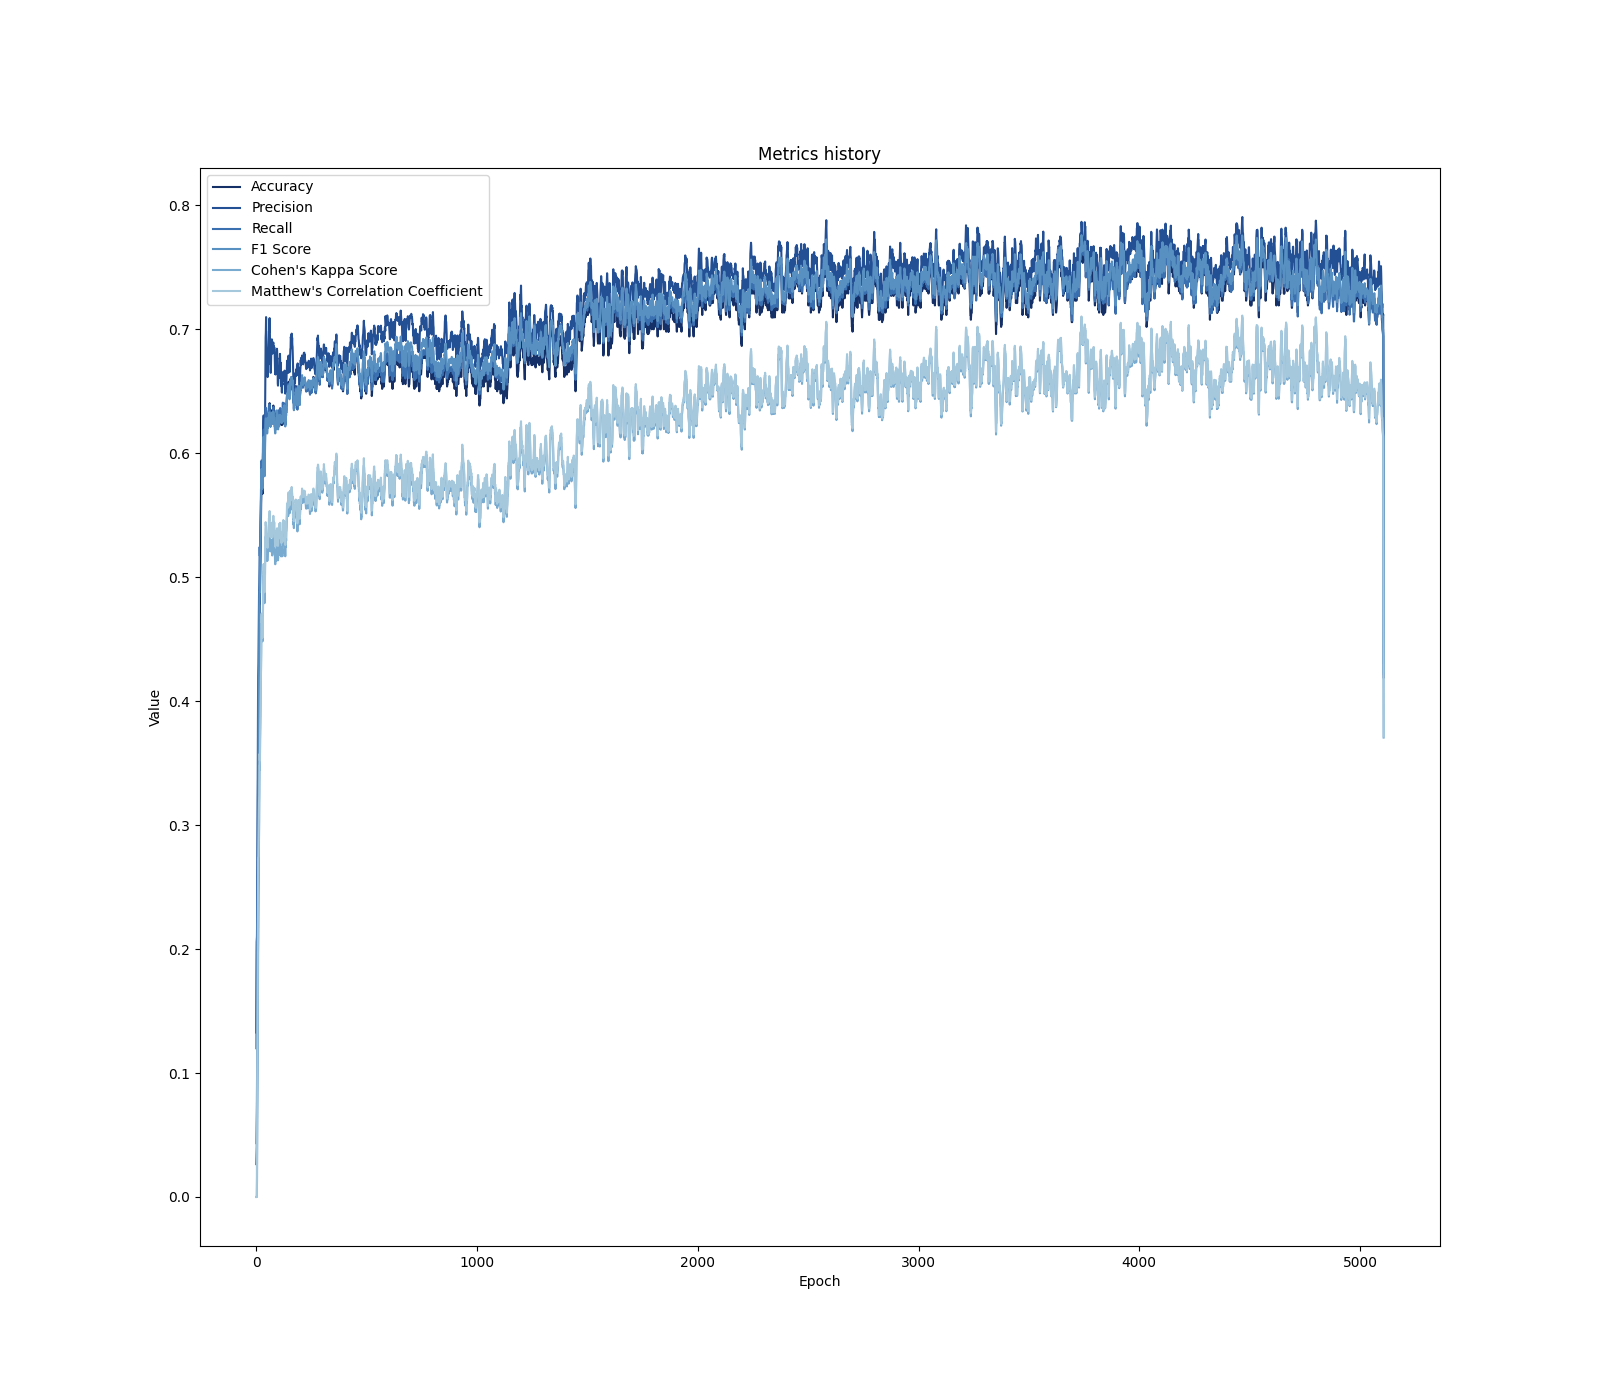 Metrics history
Accuracy
Precision
Recall
F1 Score
Cohen's Kappa Score
Matthew's Correlation Coefficient
0.8
0.7
0.6
0.5
0.4
0.3
0.2
0.1
0.0
Value
0 1000 2000 3000 4000 5000
Epoch